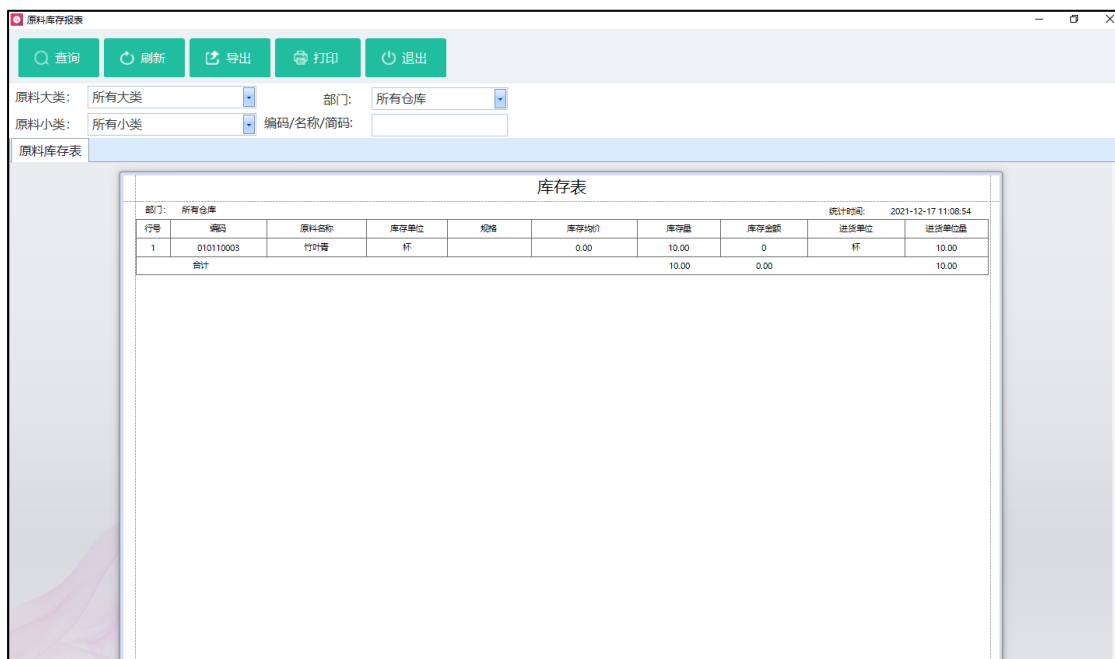 原料库存报表
查询 刷新 导出 打印 退出
原料大类: 所有大类 部门: 所有仓库
原料小类: 所有小类 编码/名称/简码:
原料库存表
库存表
部门: 所有仓库 统计时间: 2021-12-17 11:08:54
行号 编码 原料名称 库存单位 规格 库存均价 库存量 库存金额 进货单位 进货单位量
1 010110003 竹叶青 杯 0.00 10.00 0 杯 10.00
合计 10.00 0.00 10.00